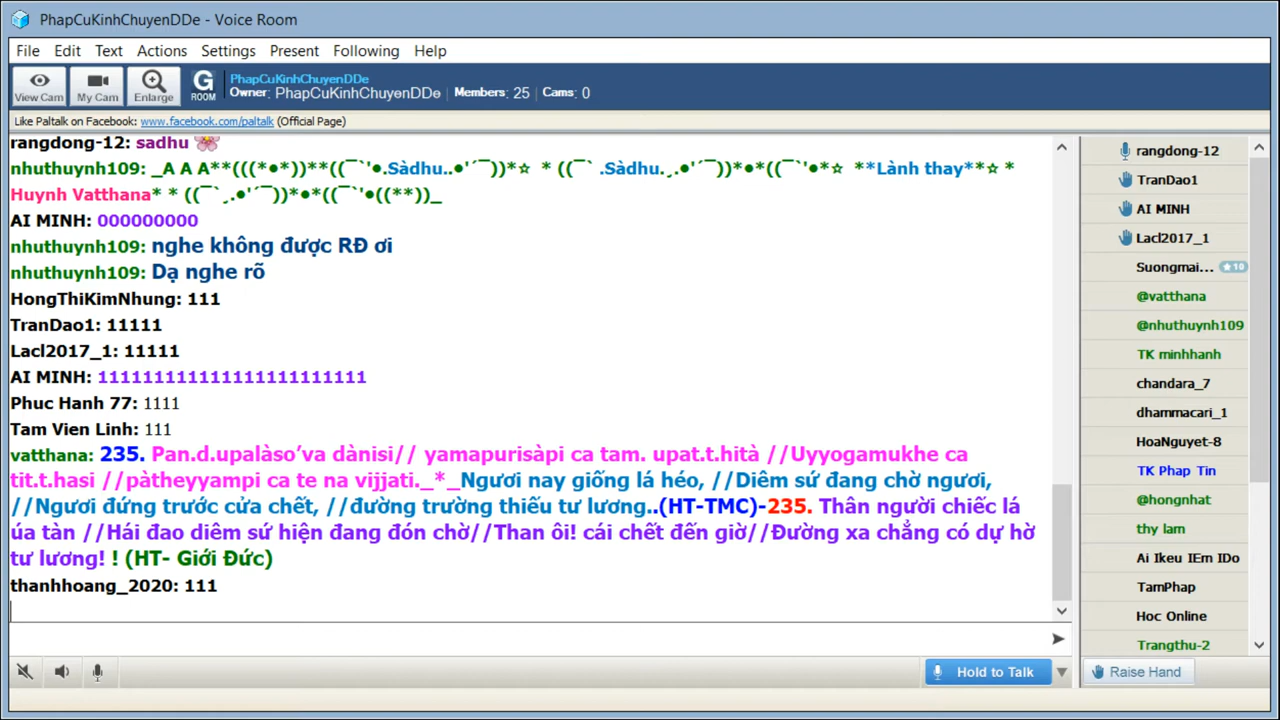 PhapCuKinhChuyenDDe - Voice Room
File Edit Text Actions Settings Present Following Help
View Cam My Cam Enlarge G ROOM
PhapCuKinhChuyenDDe
Owner: PhapCuKinhChuyenDDe Members: 25 Cams: 0
Like Paltalk on Facebook: www.facebook.com/paltalk (Official Page)
rangdong-12: sadhu 🌸
nhuthuynh109: _A A A**(((*•*))**((¯`'•.Sàdhu..•'´¯))*☆ * ((¯` .Sàdhu.¸.•'´¯))*•*((¯`'•*☆ **Lành thay*☆ *
Huynh Vatthana* * ((¯`¸.•'´¯))*•*((¯`'•((**))_
AI MINH: 000000000
nhuthuynh109: nghe không được RĐ ơi
nhuthuynh109: Dạ nghe rõ
HongThiKimNhung: 111
TranDao1: 11111
Lacl2017_1: 11111
AI MINH: 111111111111111111111111
Phuc Hanh 77: 1111
Tam Vien Linh: 111
vatthana: 235. Pan.d.upalàso’va dànisi// yamapurisàpi ca tam. upat.t.hità //Uyyogamukhe ca
tit.t.hasi //pàtheyyampi ca te na vijjati._*_Ngươi nay giống lá héo, //Diêm sứ đang chờ ngươi,
//Ngươi đứng trước cửa chết, //đường trường thiếu tư lương..(HT-TMC)-235. Thân người chiếc lá
úa tàn //Hái đao diêm sứ hiện đang đón chờ//Than ôi! cái chết đến giờ//Đường xa chẳng có dự hờ
tư lương! ! (HT- Giới Đức)
thanhhoang_2020: 111
Hold to Talk
rangdong-12
TranDao1
AI MINH
Lacl2017_1
Suongmai... ★10
@vatthana
@nhuthuynh109
TK minhhanh
chandara_7
dhammacari_1
HoaNguyet-8
TK Phap Tin
@hongnhat
thy lam
Ai Ikeu IErn IDo
TamPhap
Hoc Online
Trangthu-2
Raise Hand